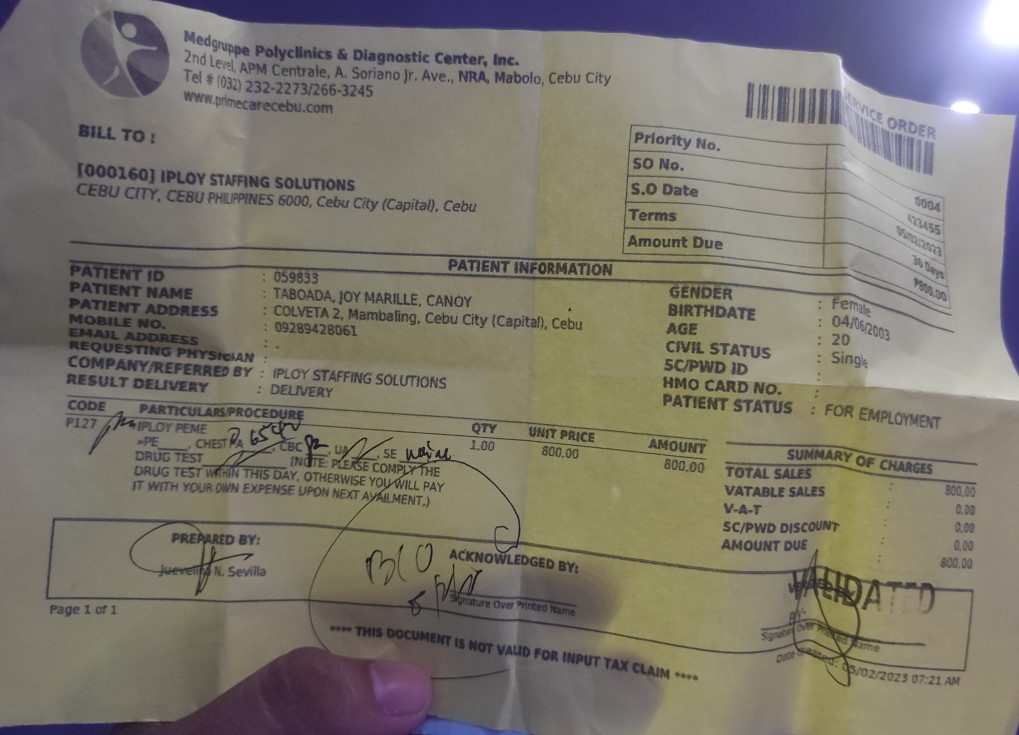 Medgruppe Polyclinics & Diagnostic Center, Inc.
2nd Level, APM Centrale, A. Soriano Jr. Ave., NRA, Mabolo, Cebu City
Tel # (032) 232-2273/266-3245
www.primecarecebu.com
SERVICE ORDER
BILL TO :
[000160] IPLOY STAFFING SOLUTIONS
CEBU CITY, CEBU PHILIPPINES 6000, Cebu City (Capital), Cebu
Priority No. 0004
SO No. 423455
S.O Date 05/02/2023
Terms 30 Days
Amount Due ₱800.00
PATIENT INFORMATION
PATIENT ID : 059833
PATIENT NAME : TABOADA, JOY MARILLE, CANOY
PATIENT ADDRESS : COLVETA 2, Mambaling, Cebu City (Capital), Cebu
MOBILE NO. : 09289428061
EMAIL ADDRESS : .
REQUESTING PHYSICIAN :
COMPANY/REFERRED BY : IPLOY STAFFING SOLUTIONS
RESULT DELIVERY : DELIVERY
GENDER : Female
BIRTHDATE : 04/06/2003
AGE : 20
CIVIL STATUS : Single
SC/PWD ID :
HMO CARD NO. :
PATIENT STATUS : FOR EMPLOYMENT
CODE PARTICULARS/PROCEDURE QTY UNIT PRICE AMOUNT
P127 IPLOY PEME 1.00 800.00 800.00
>PE___, CHEST PA, CBC, UA, SE
DRUG TEST (NOTE: PLEASE COMPLY THE
DRUG TEST WITHIN THIS DAY, OTHERWISE YOU WILL PAY
IT WITH YOUR OWN EXPENSE UPON NEXT AVAILMENT.)
SUMMARY OF CHARGES
TOTAL SALES : 800.00
VATABLE SALES : 0.00
V-A-T : 0.00
SC/PWD DISCOUNT : 0.00
AMOUNT DUE : 800.00
PREPARED BY:
N. Sevilla
ACKNOWLEDGED BY:
Signature Over Printed Name
VALIDATED
BY:
Signature Over Printed Name
Page 1 of 1
**** THIS DOCUMENT IS NOT VALID FOR INPUT TAX CLAIM ****
Date created: 05/02/2023 07:21 AM